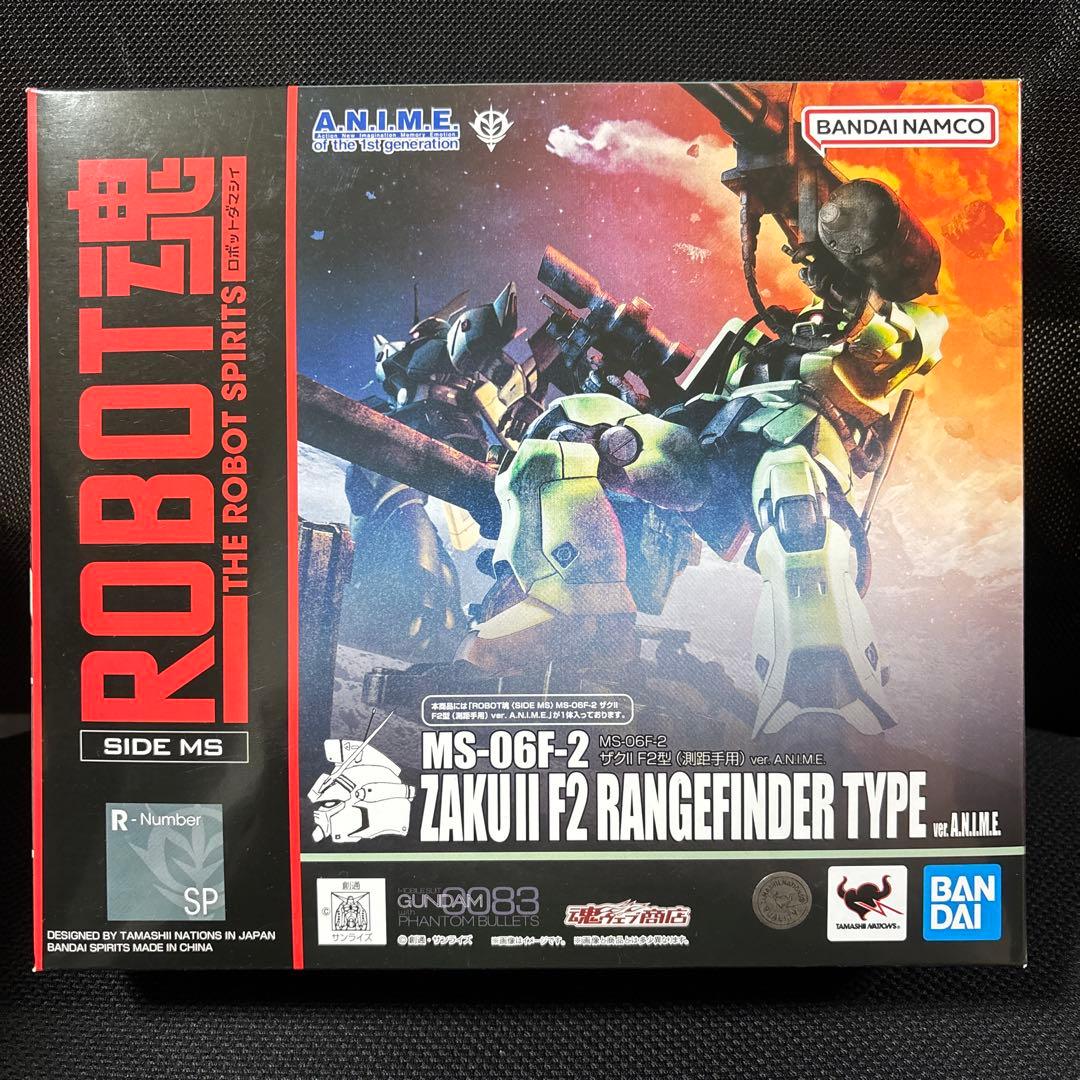 ROBOT魂
THE ROBOT SPIRITS ロボットダマシイ
SIDE MS
R - Number
SP
DESIGNED BY TAMASHII NATIONS IN JAPAN
BANDAI SPIRITS MADE IN CHINA
A.N.I.M.E.
Action New Imagination Memory Emotion
of the 1st generation
BANDAI NAMCO
本商品には「ROBOT魂〈SIDE MS〉MS-06F-2 ザクII
F2型(測距手用) ver. A.N.I.M.E.」が1体入っております。
MS-06F-2
MS-06F-2
ザクII F2型(測距手用) ver. A.N.I.M.E.
ZAKU II F2 RANGEFINDER TYPE ver. A.N.I.M.E.
©
創通
サンライズ
MOBILE SUIT
GUNDAM 0083
with
PHANTOM BULLETS
© 創通・サンライズ
※画像はイメージです。 ※画像と商品とは多少異なります。
魂ウェブ商店
TAMASHII NATIONS
BAN
DAI